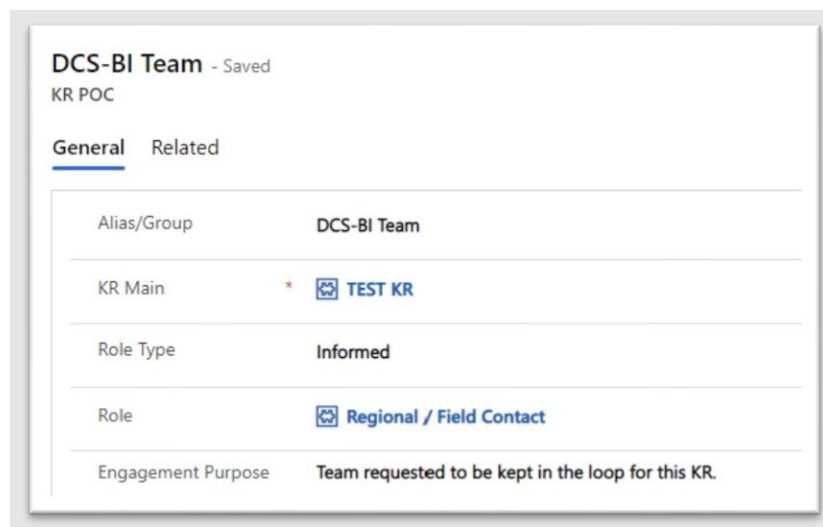 DCS-BI Team - Saved
KR POC
General Related
Alias/Group DCS-BI Team
KR Main * TEST KR
Role Type Informed
Role Regional / Field Contact
Engagement Purpose Team requested to be kept in the loop for this KR.